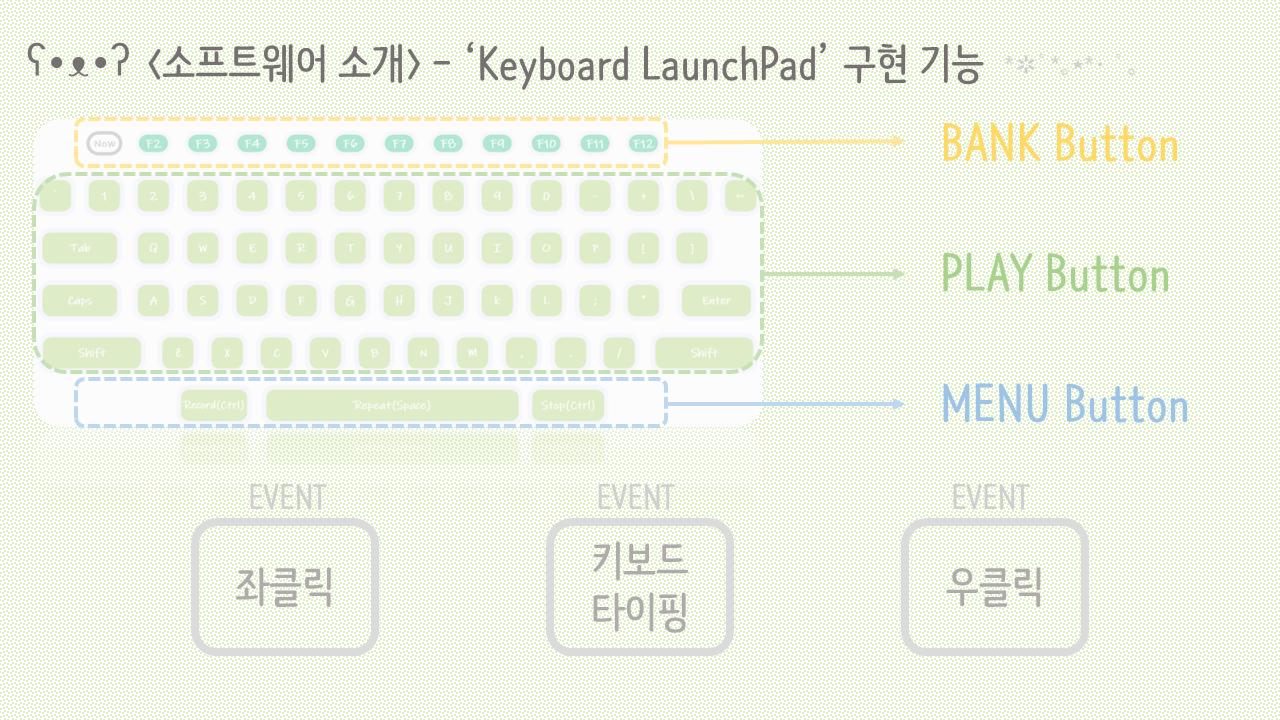 ʕ•ᴥ•ʔ <소프트웨어 소개> - ‘Keyboard LaunchPad’ 구현 기능 *✲゚*｡⋆*･ﾟ｡
Now F2 F3 F4 F5 F6 F7 F8 F9 F10 F11 F12
BANK Button
` 1 2 3 4 5 6 7 8 9 0 - + \ ←
Tab Q W E R T Y U I O P [ ]
PLAY Button
Caps A S D F G H J K L ; " Enter
Shift Z X C V B N M , . / Shift
Record(Ctrl) Repeat(Space) Stop(Ctrl)
MENU Button
EVENT EVENT EVENT
좌클릭
키보드
타이핑
우클릭